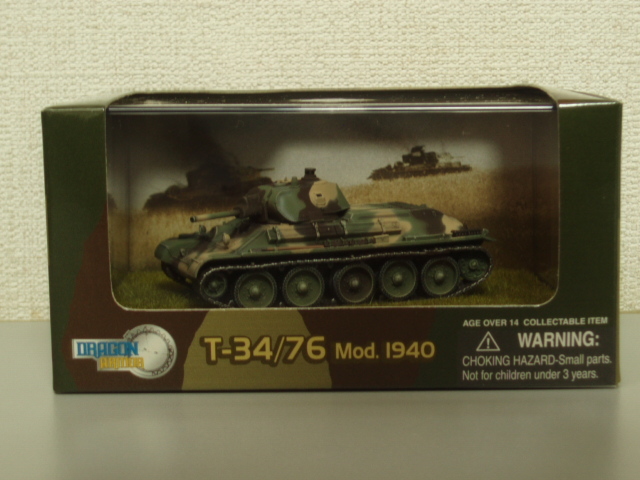 DRAGON
ARMOR
T-34/76 Mod. 1940
AGE OVER 14 COLLECTABLE ITEM
WARNING:
CHOKING HAZARD-Small parts.
Not for children under 3 years.